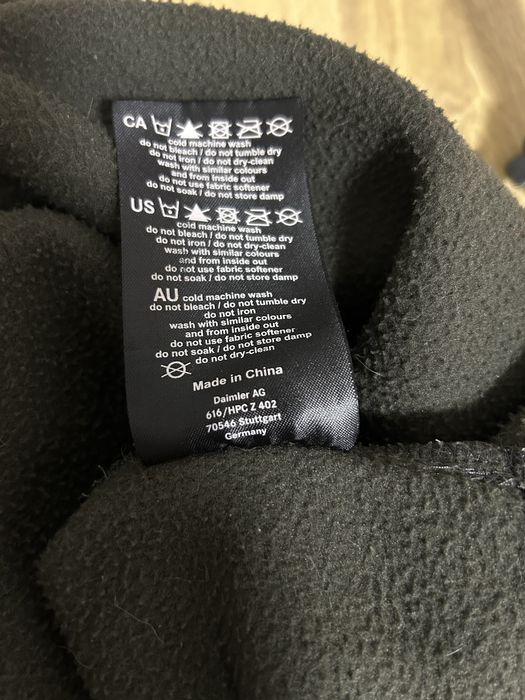 CA
cold machine wash
do not bleach / do not tumble dry
do not iron / do not dry-clean
wash with similar colours
and from inside out
do not use fabric softener
do not soak / do not store damp
US
cold machine wash
do not bleach / do not tumble dry
do not iron / do not dry-clean
wash with similar colours
and from inside out
do not use fabric softener
do not soak / do not store damp
AU cold machine wash
do not bleach / do not tumble dry
do not iron
wash with similar colours
and from inside out
do not use fabric softener
do not soak / do not store damp
do not dry-clean
Made in China
Daimler AG
616/HPC Z 402
70546 Stuttgart
Germany